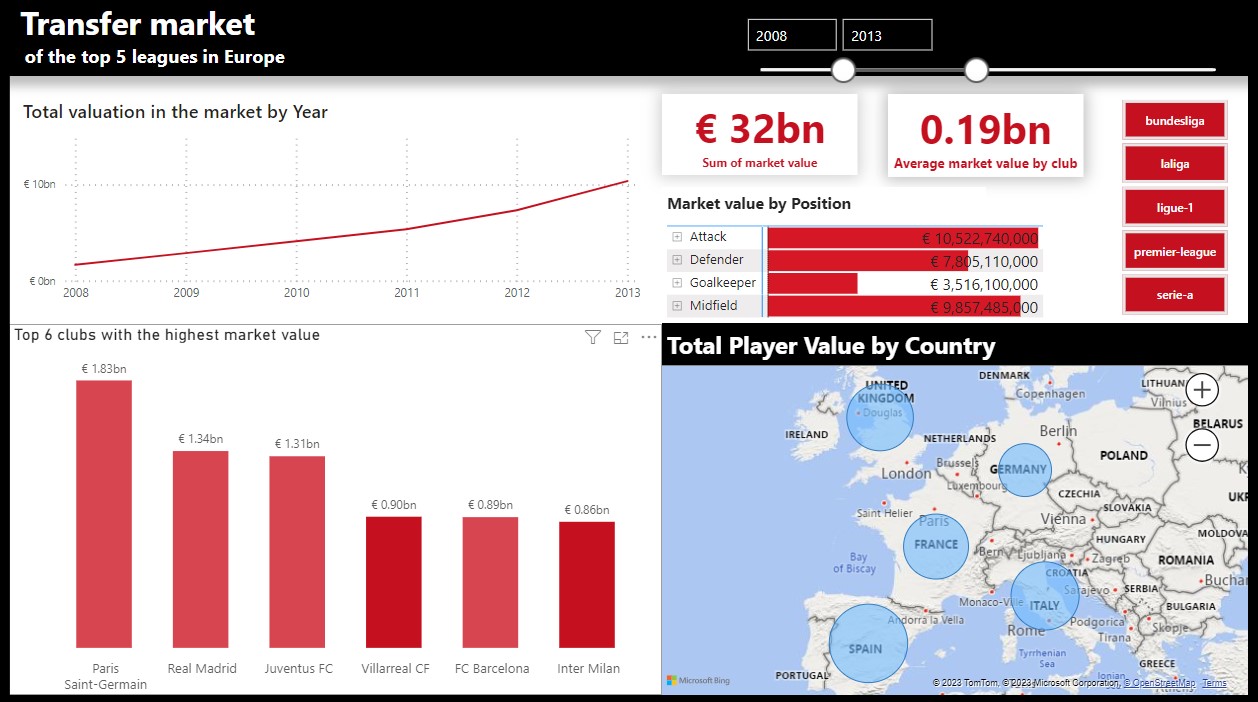 Transfer market
of the top 5 leagues in Europe
2008
2013
Total valuation in the market by Year
€ 10bn
€ 0bn
2008
2009
2010
2011
2012
2013
€ 32bn
Sum of market value
0.19bn
Average market value by club
bundesliga
laliga
ligue-1
premier-league
serie-a
Market value by Position
Attack € 10,522,740,000
Defender € 7,805,110,000
Goalkeeper € 3,516,100,000
Midfield € 9,857,485,000
Top 6 clubs with the highest market value
€ 1.83bn
€ 1.34bn
€ 1.31bn
€ 0.90bn
€ 0.89bn
€ 0.86bn
Paris
Saint-Germain
Real Madrid
Juventus FC
Villarreal CF
FC Barcelona
Inter Milan
Total Player Value by Country
UNITED
KINGDOM
Douglas
IRELAND
DENMARK
Copenhagen
LITHUAN
Vilnius
BELARUS
NETHERLANDS
Berlin
POLAND
London
Brussels
GERMANY
Luxembourg
CZECHIA
SLOVAKIA
UKR
Saint Helier
Paris
Vienna
HUNGARY
MOLDOVA
FRANCE
Bern
Ljubljana
Zagreb
ROMANIA
Bay
of Biscay
CROATIA
Buchar
Sarajevo
SERBIA
Monaco-Ville
ITALY
BULGARIA
Andorra la Vella
Rome
Podgorica
Skopje
Tirana
SPAIN
PORTUGAL
Tyrrhenian
Sea
GREECE
Ionian
Athens
Microsoft Bing
© 2023 TomTom, © 2023 Microsoft Corporation, © OpenStreetMap Terms